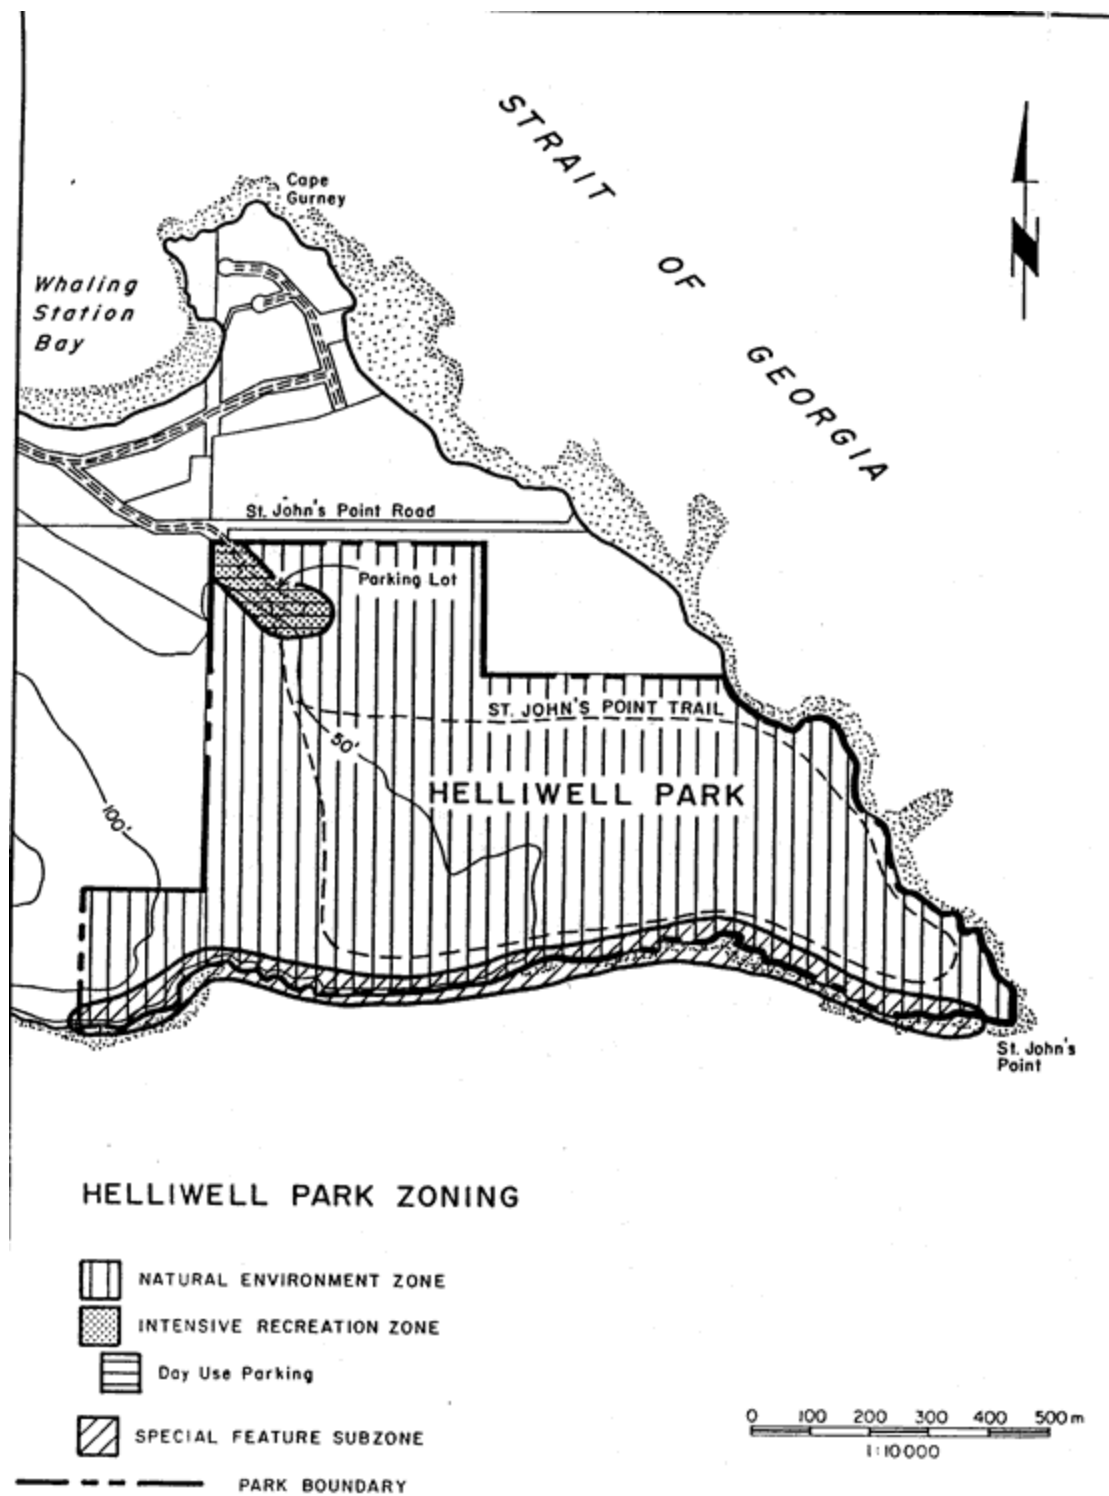 STRAIT
OF
GEORGIA
Cape
Gurney
Whaling
Station
Bay
St. John's Point Road
Parking Lot
ST. JOHN'S POINT TRAIL
50'
HELLIWELL PARK
100'
St. John's
Point
HELLIWELL PARK ZONING
NATURAL ENVIRONMENT ZONE
INTENSIVE RECREATION ZONE
Day Use Parking
SPECIAL FEATURE SUBZONE
PARK BOUNDARY
0 100 200 300 400 500 m
1:10000